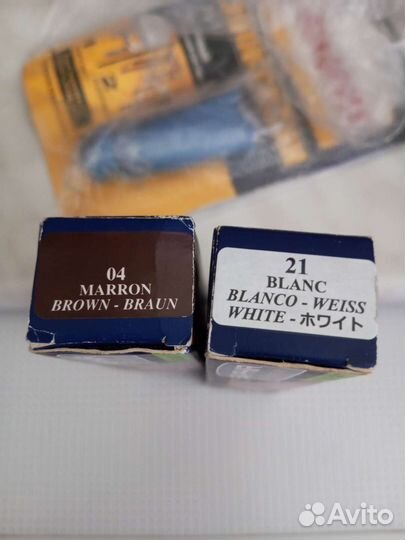 04
MARRON
BROWN - BRAUN
21
BLANC
BLANCO - WEISS
WHITE - ホワイト
Avito